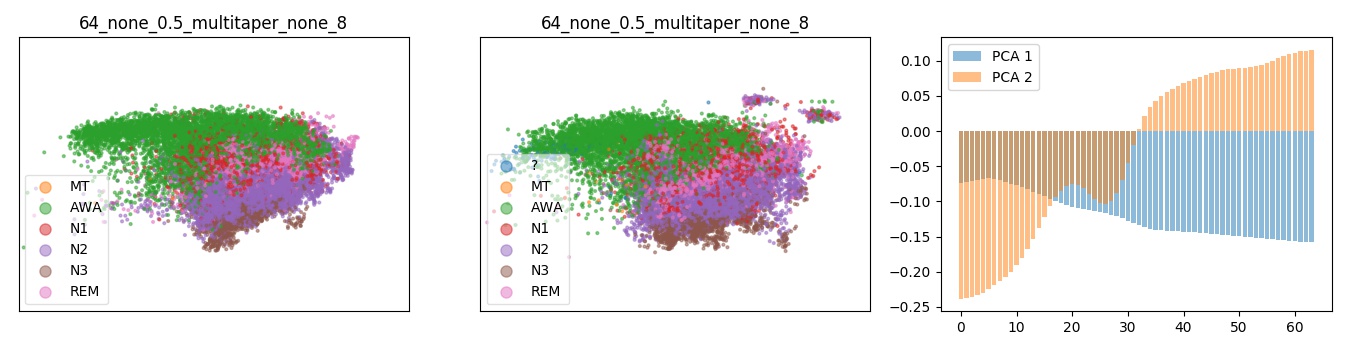 64_none_0.5_multitaper_none_8
MT
AWA
N1
N2
N3
REM
64_none_0.5_multitaper_none_8
?
MT
AWA
N1
N2
N3
REM
PCA 1
PCA 2
0.10
0.05
0.00
−0.05
−0.10
−0.15
−0.20
−0.25
0 10 20 30 40 50 60